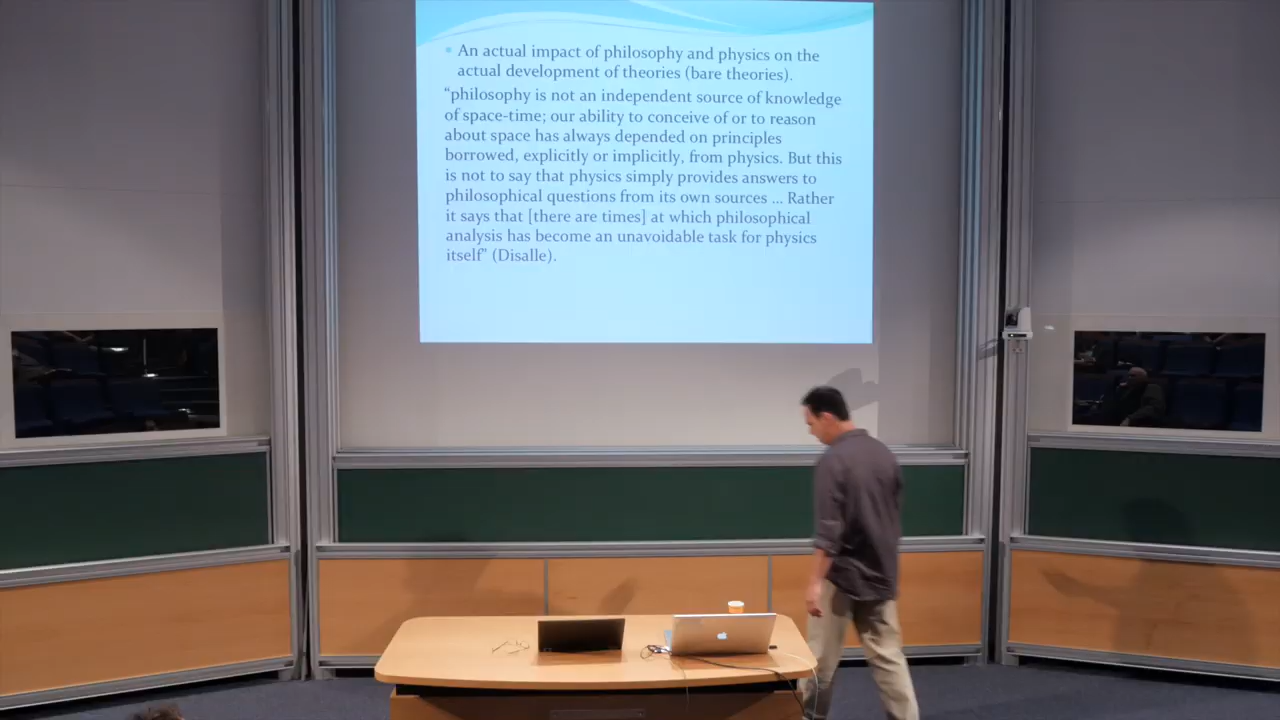 An actual impact of philosophy and physics on the
actual development of theories (bare theories).
“philosophy is not an independent source of knowledge
of space-time; our ability to conceive of or to reason
about space has always depended on principles
borrowed, explicitly or implicitly, from physics. But this
is not to say that physics simply provides answers to
philosophical questions from its own sources ... Rather
it says that [there are times] at which philosophical
analysis has become an unavoidable task for physics
itself” (Disalle).